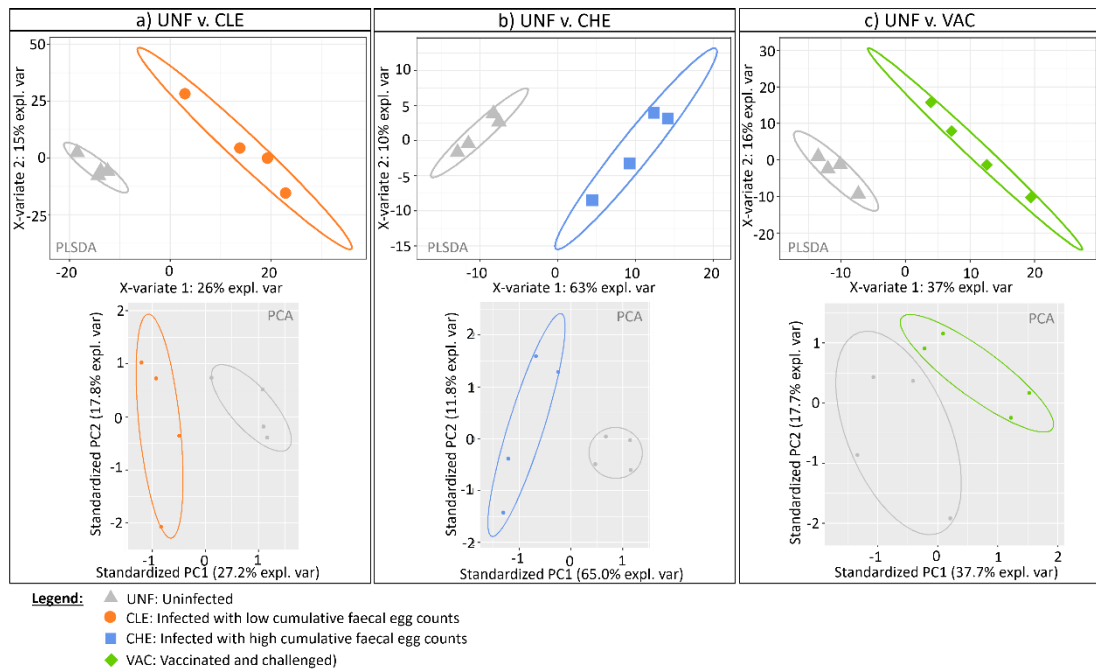 a) UNF v. CLE
b) UNF v. CHE
c) UNF v. VAC
X-variate 2: 15% expl. var
50
25
0
-25
PLSDA
-20
0
20
X-variate 1: 26% expl. var
X-variate 2: 10% expl. var
10
5
0
-5
-10
-15
PLSDA
-10
0
10
20
X-variate 1: 63% expl. var
X-variate 2: 16% expl. var
30
20
10
0
-10
-20
PLSDA
-10
0
10
20
X-variate 1: 37% expl. var
Standardized PC2 (17.8% expl. var)
2
1
0
-1
-2
PCA
-1
0
1
Standardized PC1 (27.2% expl. var)
Standardized PC2 (11.8% expl. var)
2
1
0
-1
-2
PCA
-1
0
1
Standardized PC1 (65.0% expl. var)
Standardized PC2 (17.7% expl. var)
1
0
-1
-2
PCA
-1
0
1
2
Standardized PC1 (37.7% expl. var)
Legend:
UNF: Uninfected
CLE: Infected with low cumulative faecal egg counts
CHE: Infected with high cumulative faecal egg counts
VAC: Vaccinated and challenged)